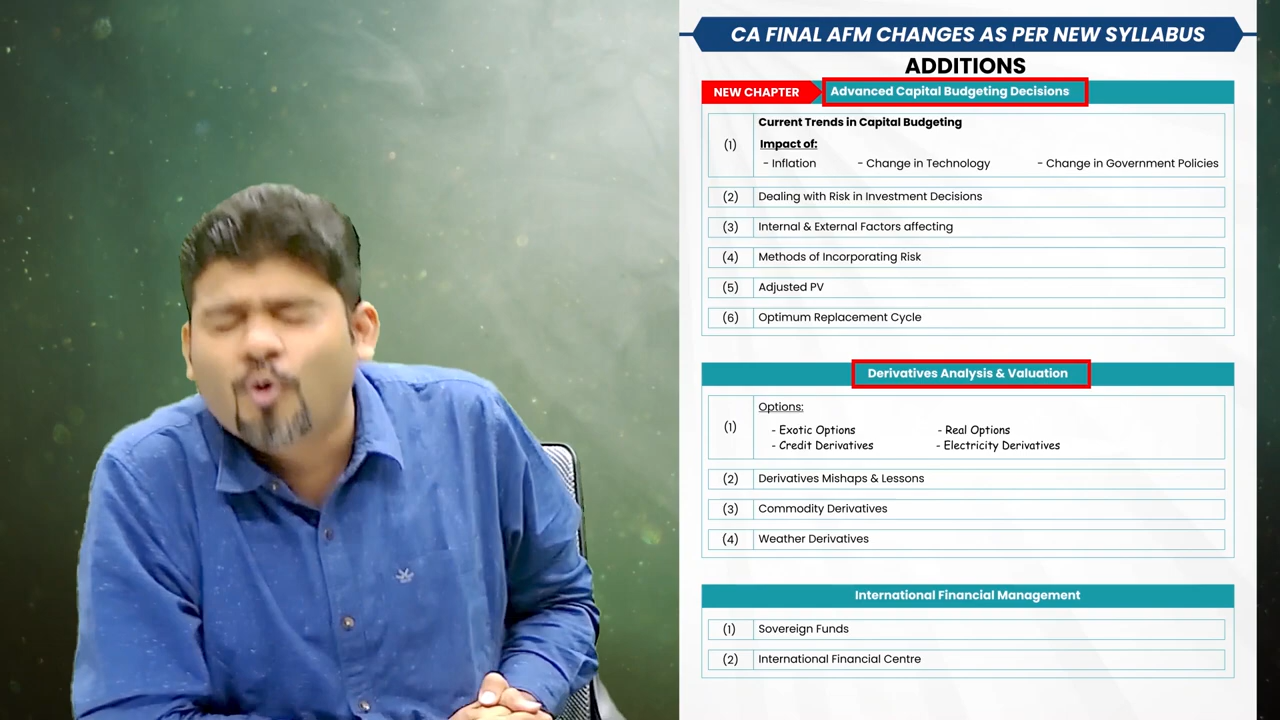 CA FINAL AFM CHANGES AS PER NEW SYLLABUS
ADDITIONS
NEW CHAPTER Advanced Capital Budgeting Decisions
(1) Current Trends in Capital Budgeting
Impact of:
- Inflation - Change in Technology - Change in Government Policies
(2) Dealing with Risk in Investment Decisions
(3) Internal & External Factors affecting
(4) Methods of Incorporating Risk
(5) Adjusted PV
(6) Optimum Replacement Cycle
Derivatives Analysis & Valuation
(1) Options:
- Exotic Options - Real Options
- Credit Derivatives - Electricity Derivatives
(2) Derivatives Mishaps & Lessons
(3) Commodity Derivatives
(4) Weather Derivatives
International Financial Management
(1) Sovereign Funds
(2) International Financial Centre